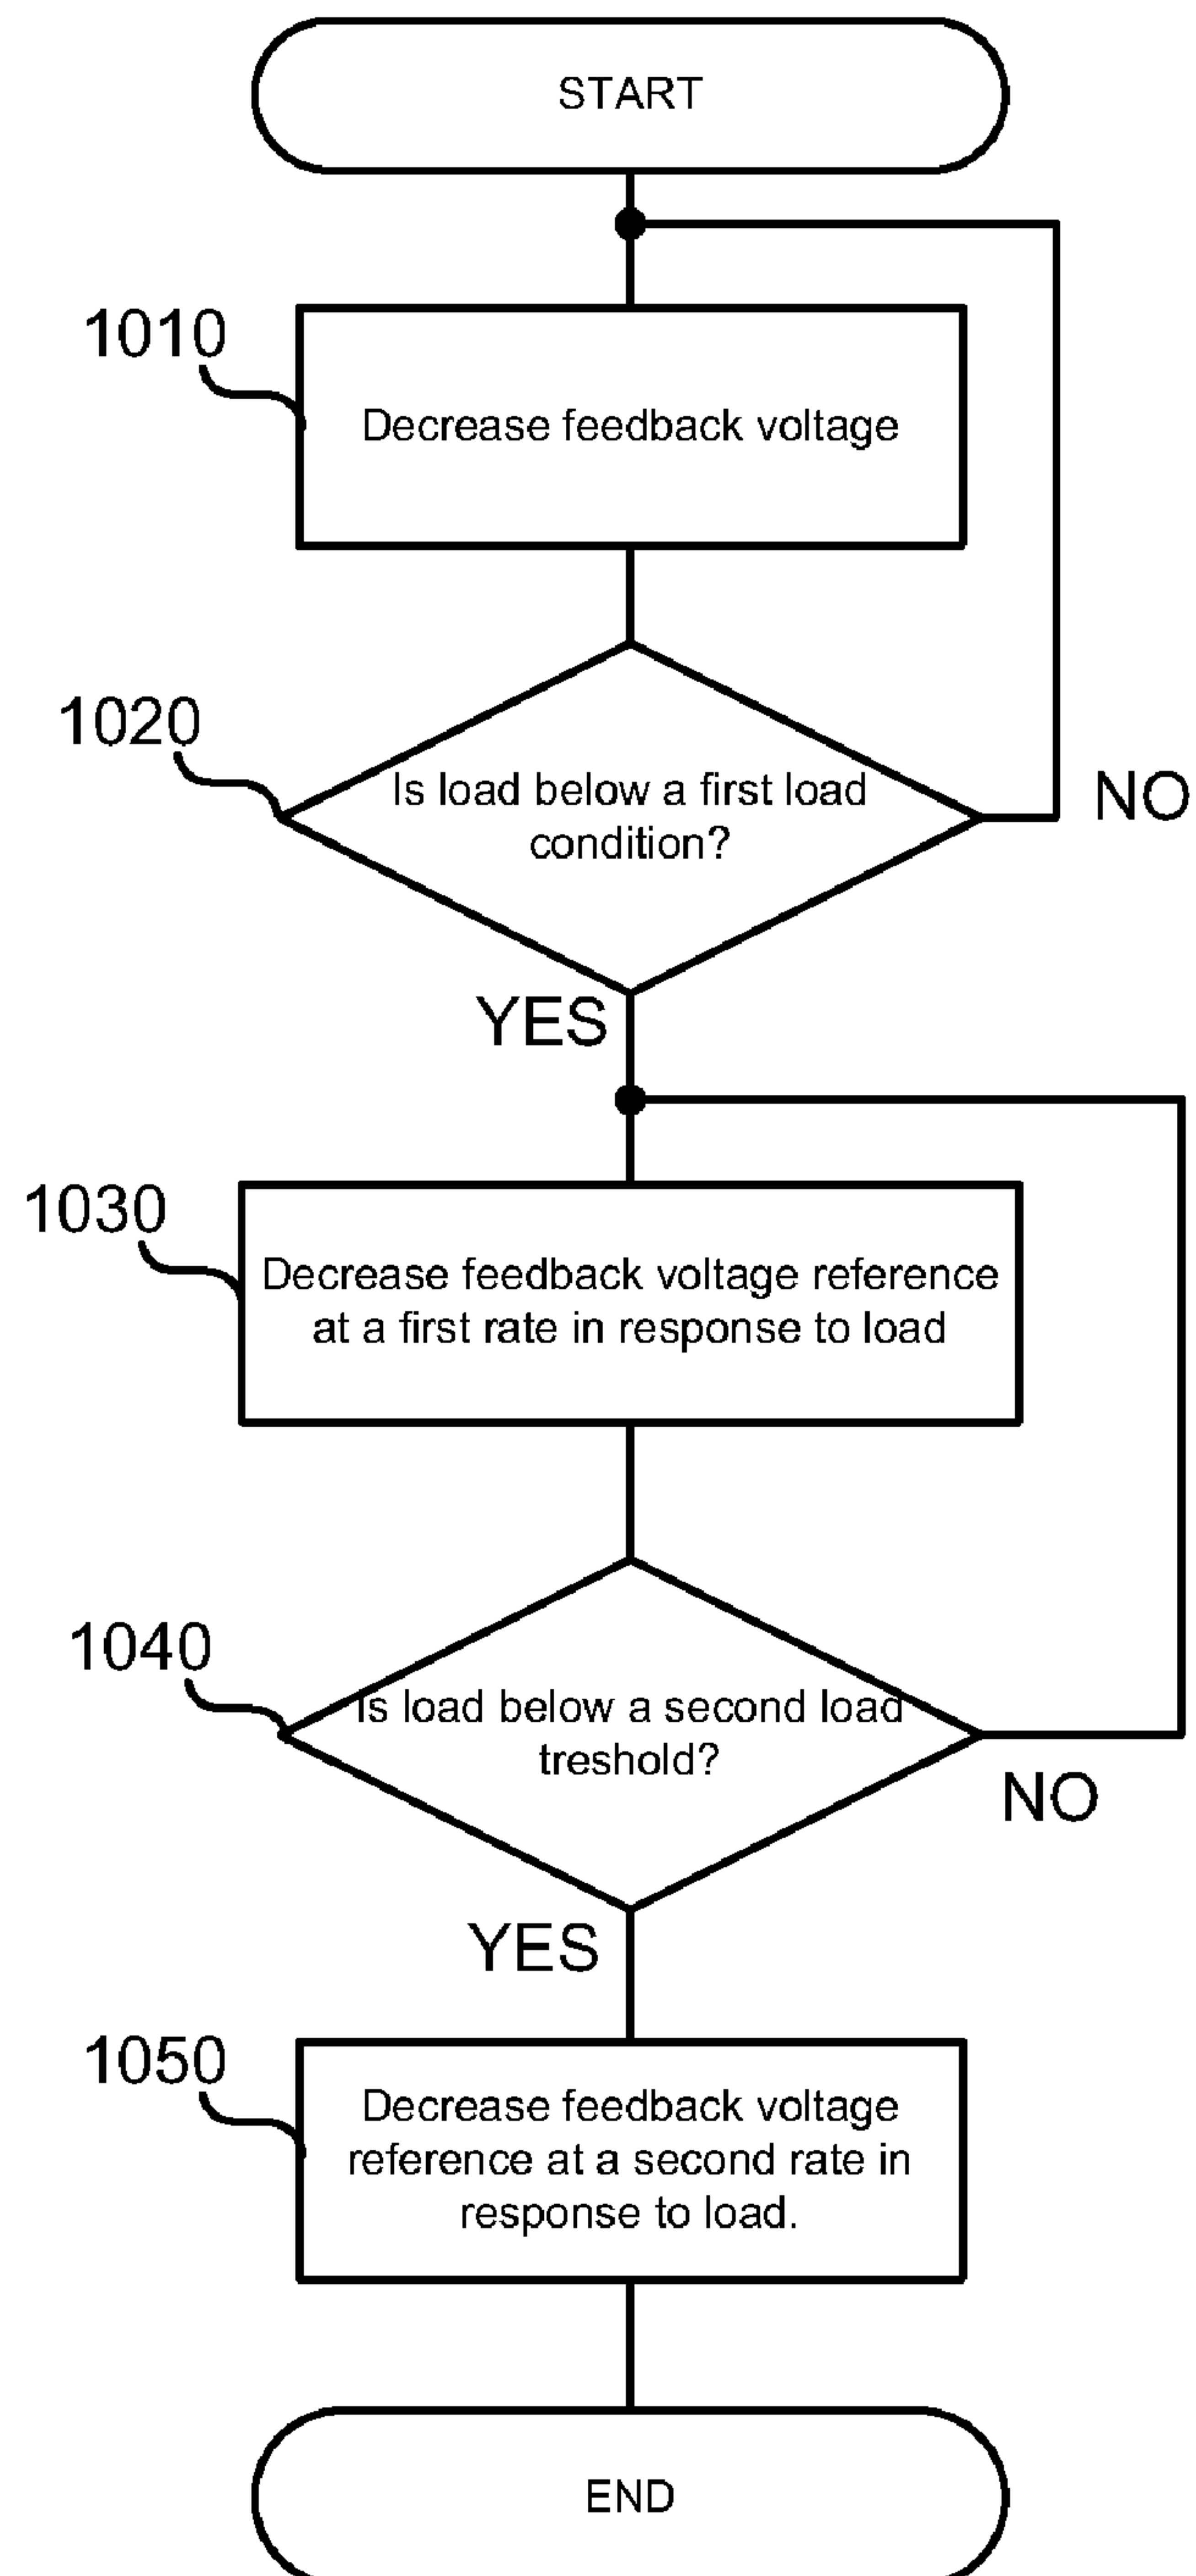 START
1010
Decrease feedback voltage
1020
Is load below a first load
condition?
NO
YES
1030
Decrease feedback voltage reference
at a first rate in response to load
1040
Is load below a second load
treshold?
NO
YES
1050
Decrease feedback voltage
reference at a second rate in
response to load.
END